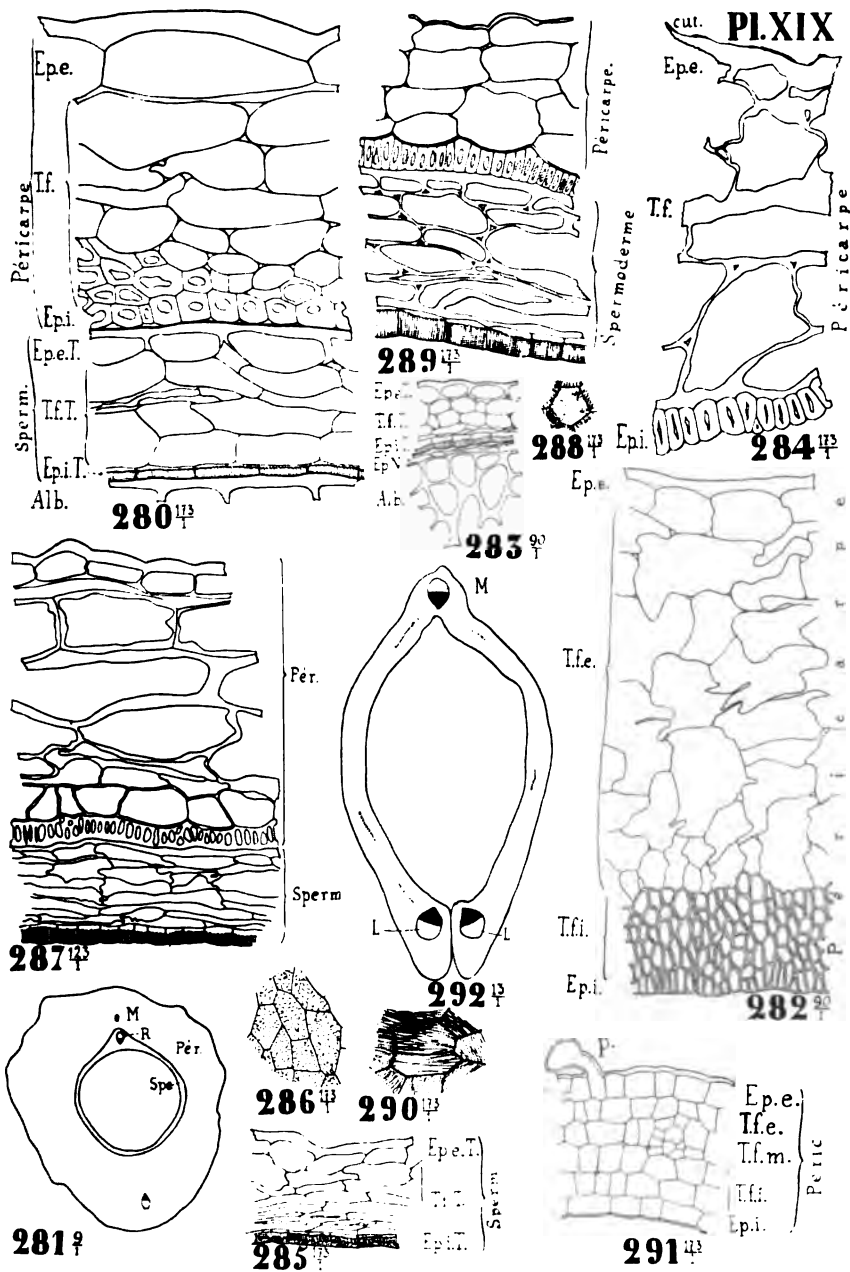 Pl. XIX
Ep.e.
T.f.
Péricarpe
Ep.i.
Ep.e.T.
T.f.T.
Sperm.
Ep.i.T.
Alb.
280 173/1
Péricarpe.
Spermoderme
289 173/1
cut.
Ep.e.
T.f.
Péricarpe
Ep.i.
284 173/1
288 173/1
T.f.T.
283 90/1
Ep.e.
T.f.e.
Péricarpe
T.f.i.
Ep.i.
282 90/1
Pér.
Sperm
287 123/1
M
L
L
292 13/1
M
R
Pér.
Spe
281 9/1
286 173/1
290 173/1
Ep.e.T.
T.f.T.
Ep.i.T.
Sperm
285 173/1
P.
Ep.e.
T.f.e.
T.f.m.
T.f.i.
Ep.i.
Péric
291 173/1